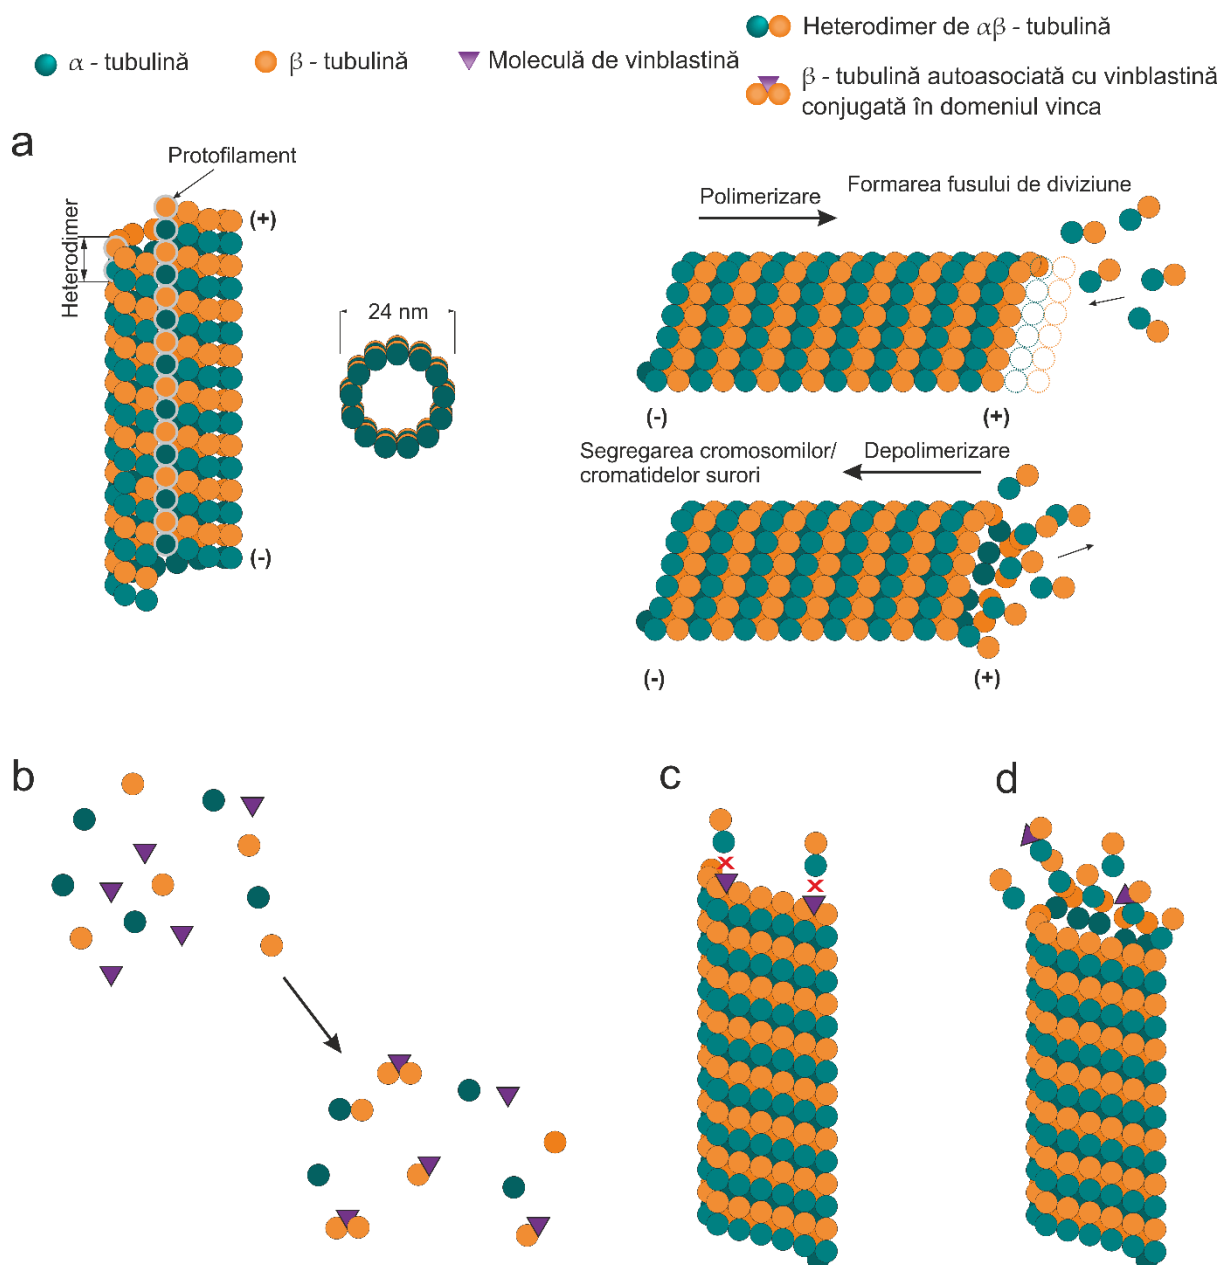 α - tubulină
β - tubulină
Moleculă de vinblastină
Heterodimer de αβ - tubulină
β - tubulină autoasociată cu vinblastină
conjugată în domeniul vinca
a
Protofilament
(+)
Heterodimer
(-)
24 nm
Polimerizare
Formarea fusului de diviziune
(-)
(+)
Segregarea cromosomilor/
cromatidelor surori
Depolimerizare
(-)
(+)
b
c
x
x
d